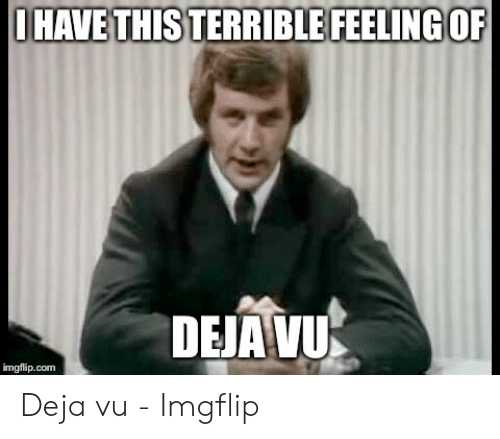 I HAVE THIS TERRIBLE FEELING OF
DEJA VU
imgflip.com
Deja vu - Imgflip